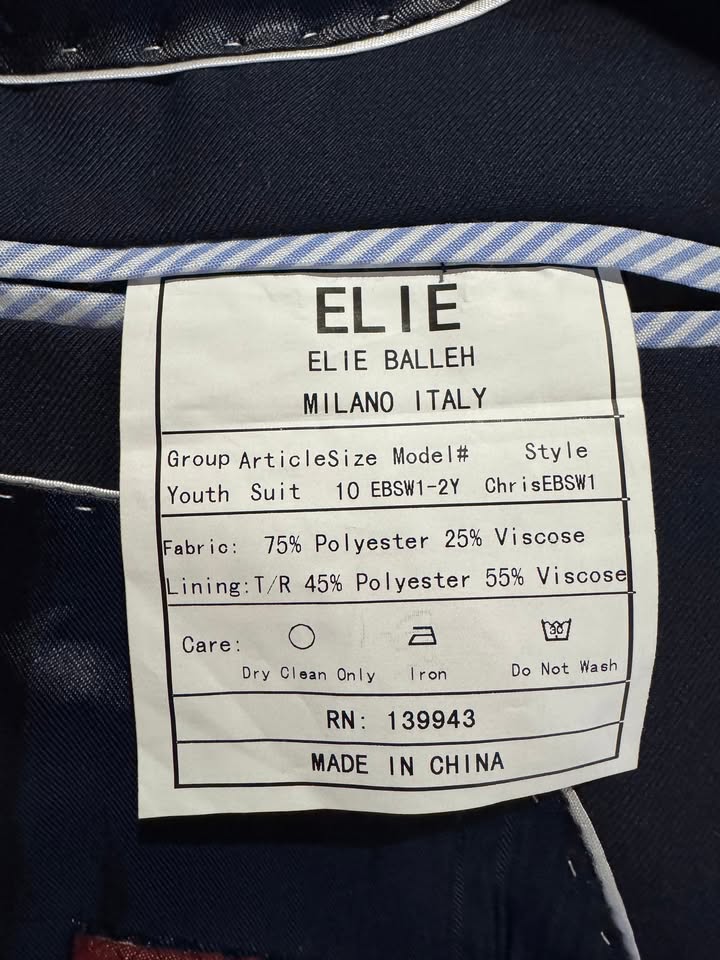 ELIE
ELIE BALLEH
MILANO ITALY
Group ArticleSize Model# Style
Youth Suit 10 EBSW1-2Y ChrisEBSW1
Fabric: 75% Polyester 25% Viscose
Lining:T/R 45% Polyester 55% Viscose
Care:
30
Dry Clean Only Iron Do Not Wash
RN: 139943
MADE IN CHINA